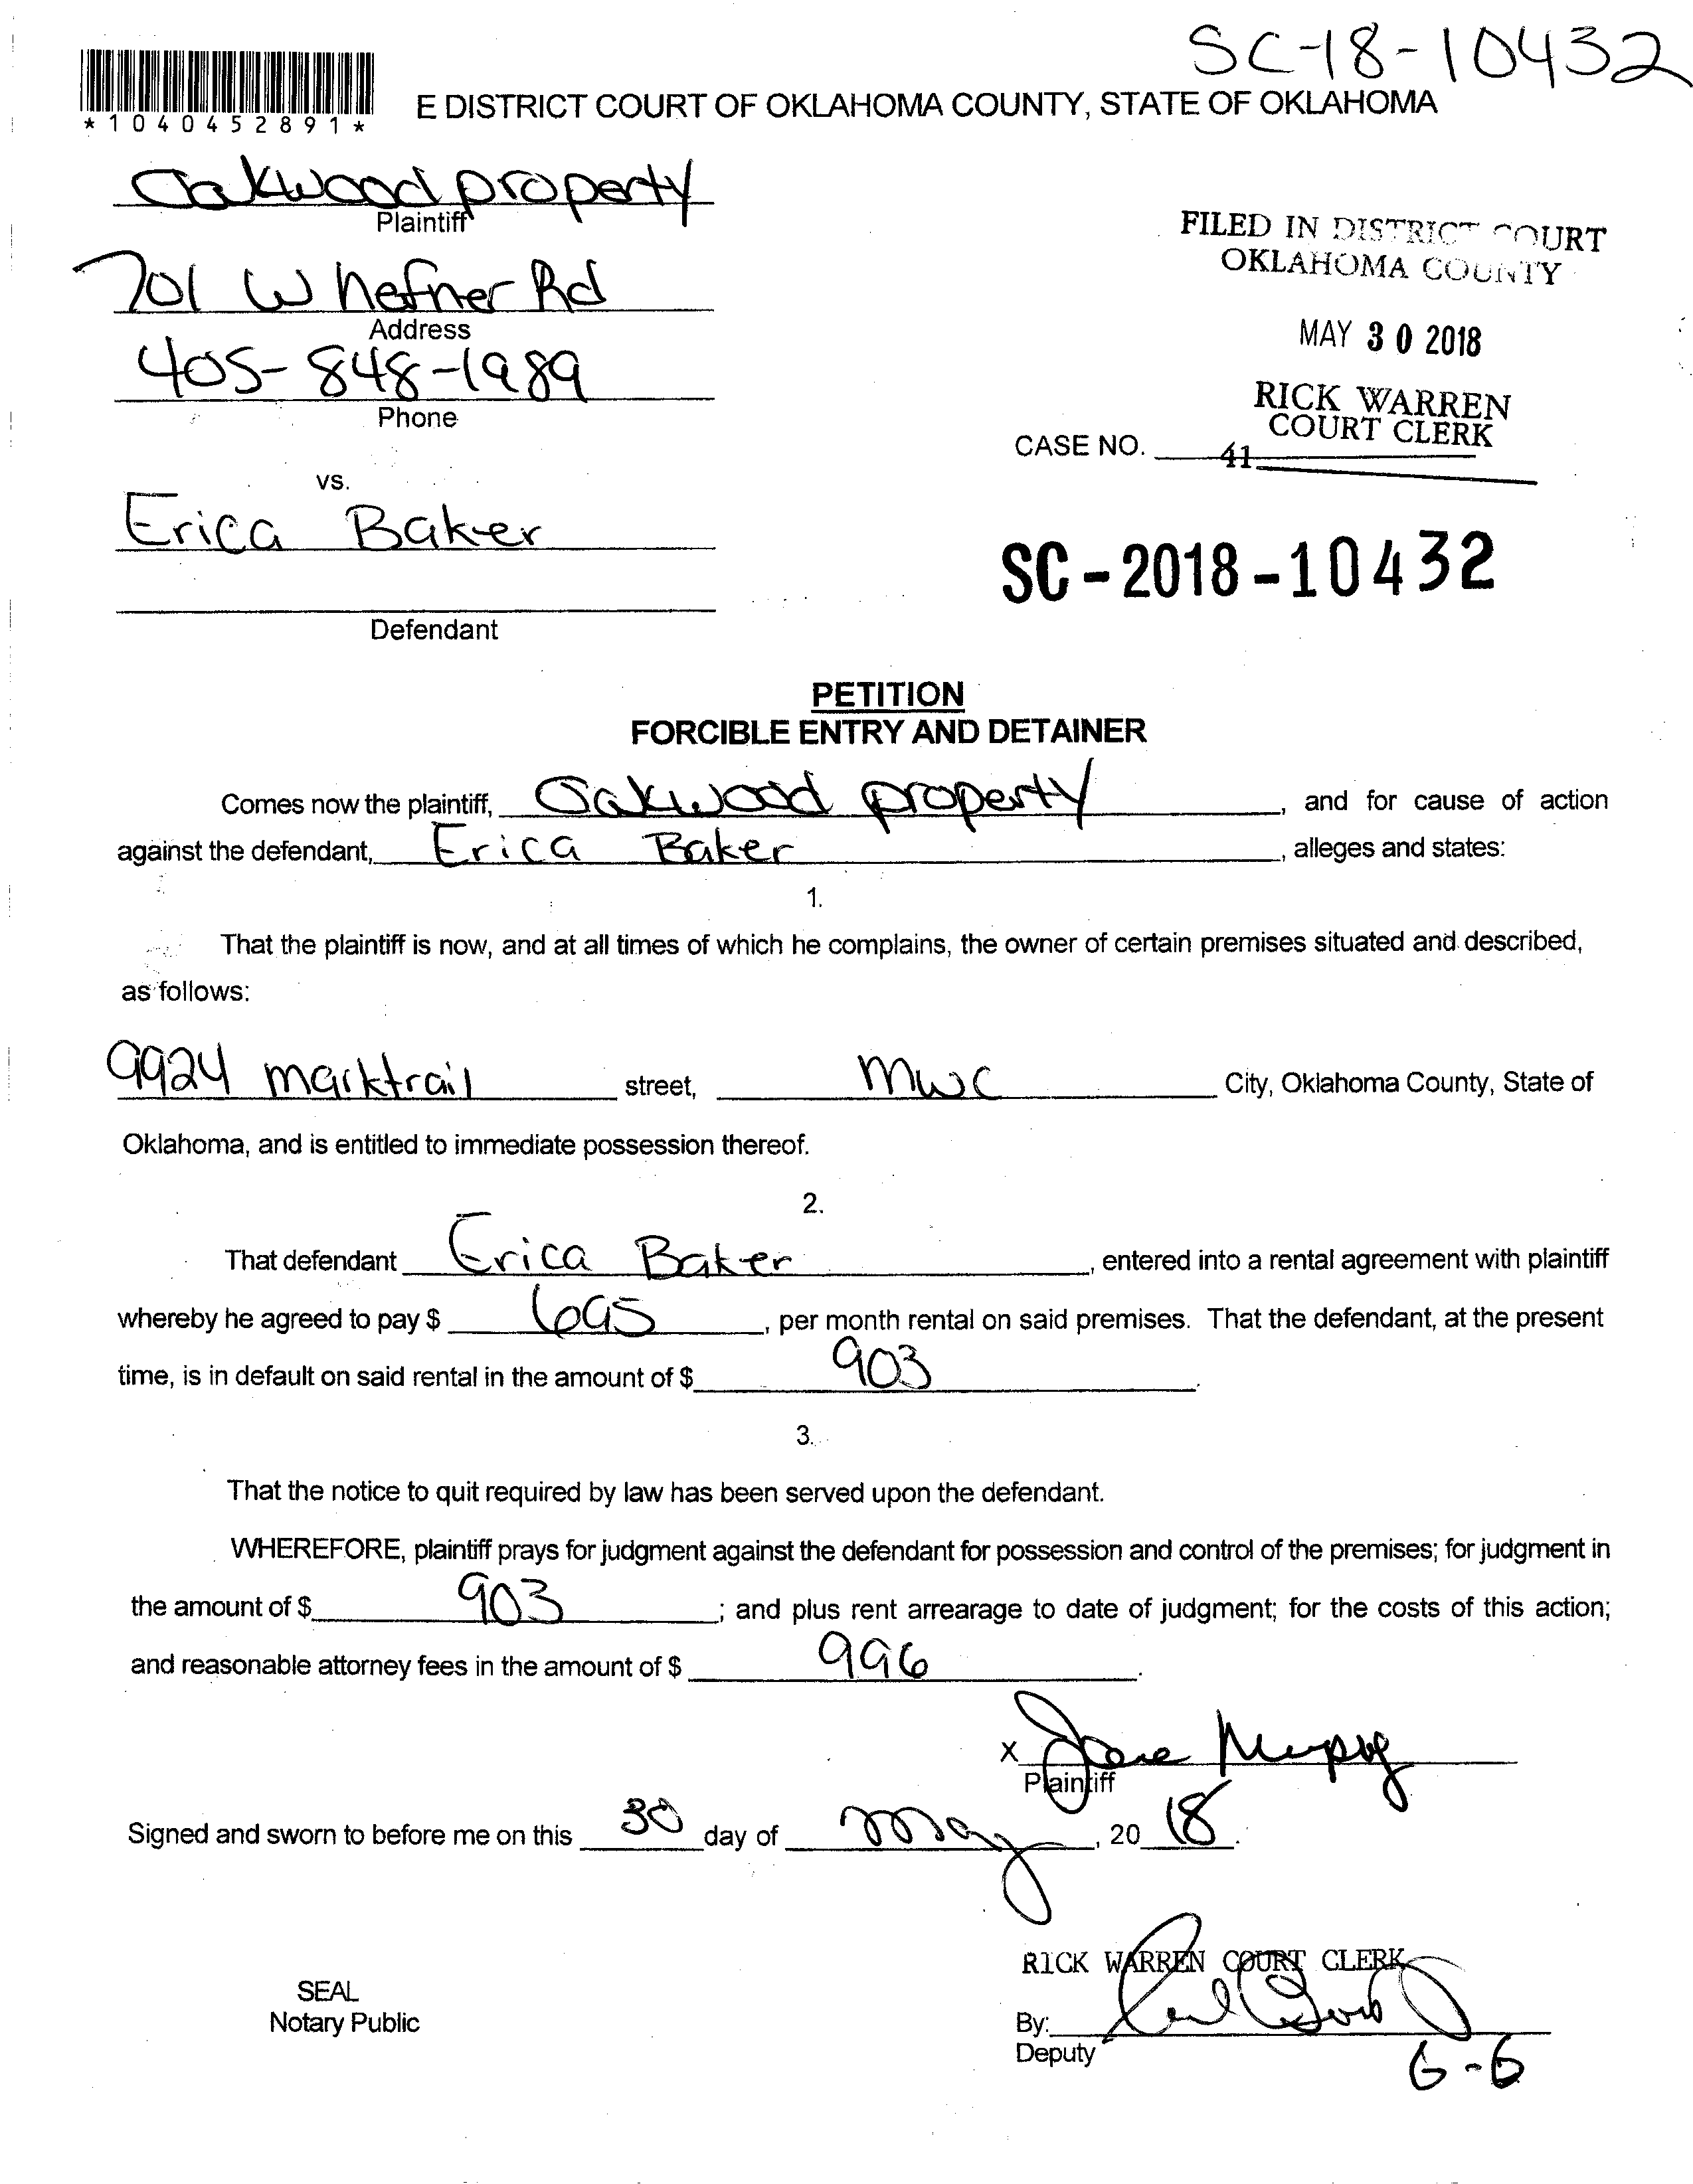 SC-18-10432
*1040452891*
E DISTRICT COURT OF OKLAHOMA COUNTY, STATE OF OKLAHOMA
Oakwood property
Plaintiff
701 W hefner Rd
Address
405-848-1989
Phone
FILED IN DISTRICT COURT
OKLAHOMA COUNTY
MAY 30 2018
RICK WARREN
COURT CLERK
CASE NO. 41
vs.
Erica Baker
Defendant
SC-2018-10432
PETITION
FORCIBLE ENTRY AND DETAINER
Comes now the plaintiff, Oakwood property, and for cause of action
against the defendant, Erica Baker, alleges and states:
1.
That the plaintiff is now, and at all times of which he complains, the owner of certain premises situated and described,
as follows:
9924 marktrail street, mwc City, Oklahoma County, State of
Oklahoma, and is entitled to immediate possession thereof.
2.
That defendant Erica Baker, entered into a rental agreement with plaintiff
whereby he agreed to pay $ 695, per month rental on said premises. That the defendant, at the present
time, is in default on said rental in the amount of $ 903.
3.
That the notice to quit required by law has been served upon the defendant.
WHEREFORE, plaintiff prays for judgment against the defendant for possession and control of the premises; for judgment in
the amount of $ 903; and plus rent arrearage to date of judgment; for the costs of this action;
and reasonable attorney fees in the amount of $ 996.
X
Plaintiff
Signed and sworn to before me on this 30 day of may, 20 18.
RICK WARREN COURT CLERK
SEAL
Notary Public
By:
Deputy
6-6